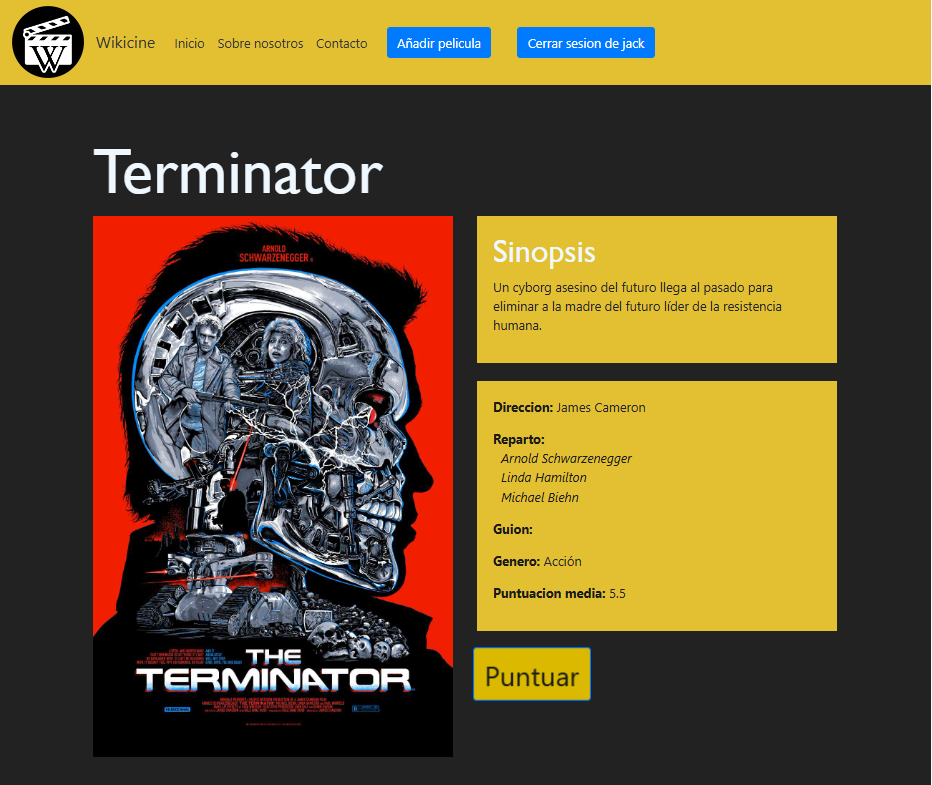 W
Wikicine Inicio Sobre nosotros Contacto Añadir pelicula Cerrar sesion de jack
Terminator
ARNOLD
SCHWARZENEGGER
THE
TERMINATOR
Sinopsis
Un cyborg asesino del futuro llega al pasado para
eliminar a la madre del futuro líder de la resistencia
humana.
Direccion: James Cameron
Reparto:
Arnold Schwarzenegger
Linda Hamilton
Michael Biehn
Guion:
Genero: Acción
Puntuacion media: 5.5
Puntuar